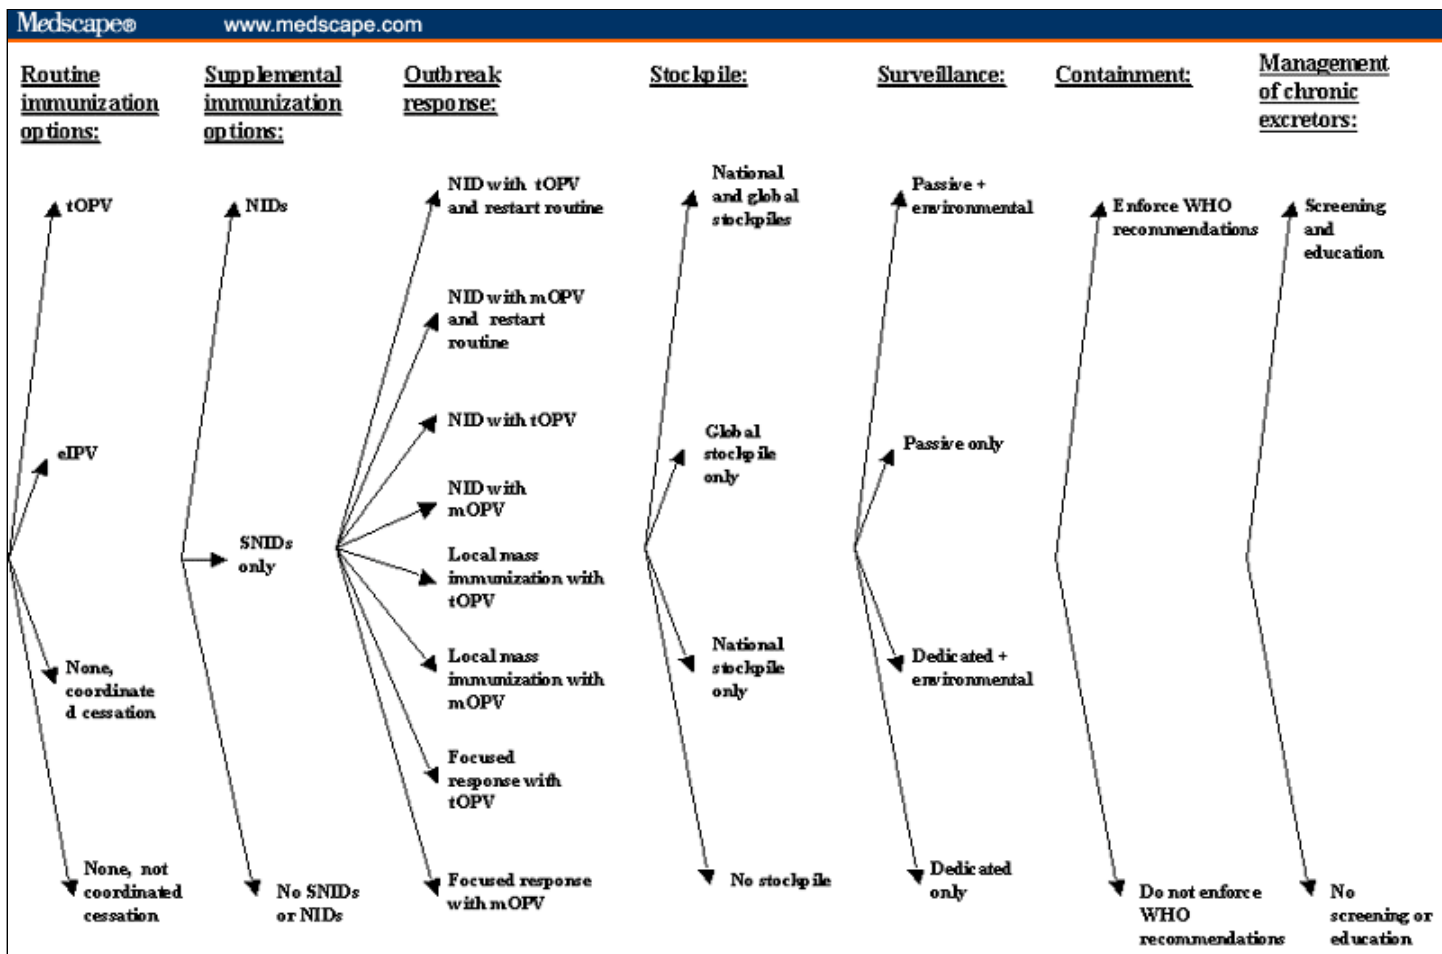 Medscape® www.medscape.com
Routine
immunization
options:
tOPV
eIPV
None,
coordinate
d cessation
None, not
coordinated
cessation
Supplemental
immunization
options:
NIDs
SNIDs
only
No SNIDs
or NIDs
Outbreak
response:
NID with tOPV
and restart routine
NID with mOPV
and restart
routine
NID with tOPV
NID with
mOPV
Local mass
immunization with
tOPV
Local mass
immunization with
mOPV
Focused
response with
tOPV
Focused response
with mOPV
Stockpile:
National
and global
stockpiles
Global
stockpile
only
National
stockpile
only
No stockpile
Surveillance:
Passive +
environmental
Passive only
Dedicated +
environmental
Dedicated
only
Containment:
Enforce WHO
recommendations
Do not enforce
WHO
recommendations
Management
of chronic
excretors:
Screening
and
education
No
screening or
education